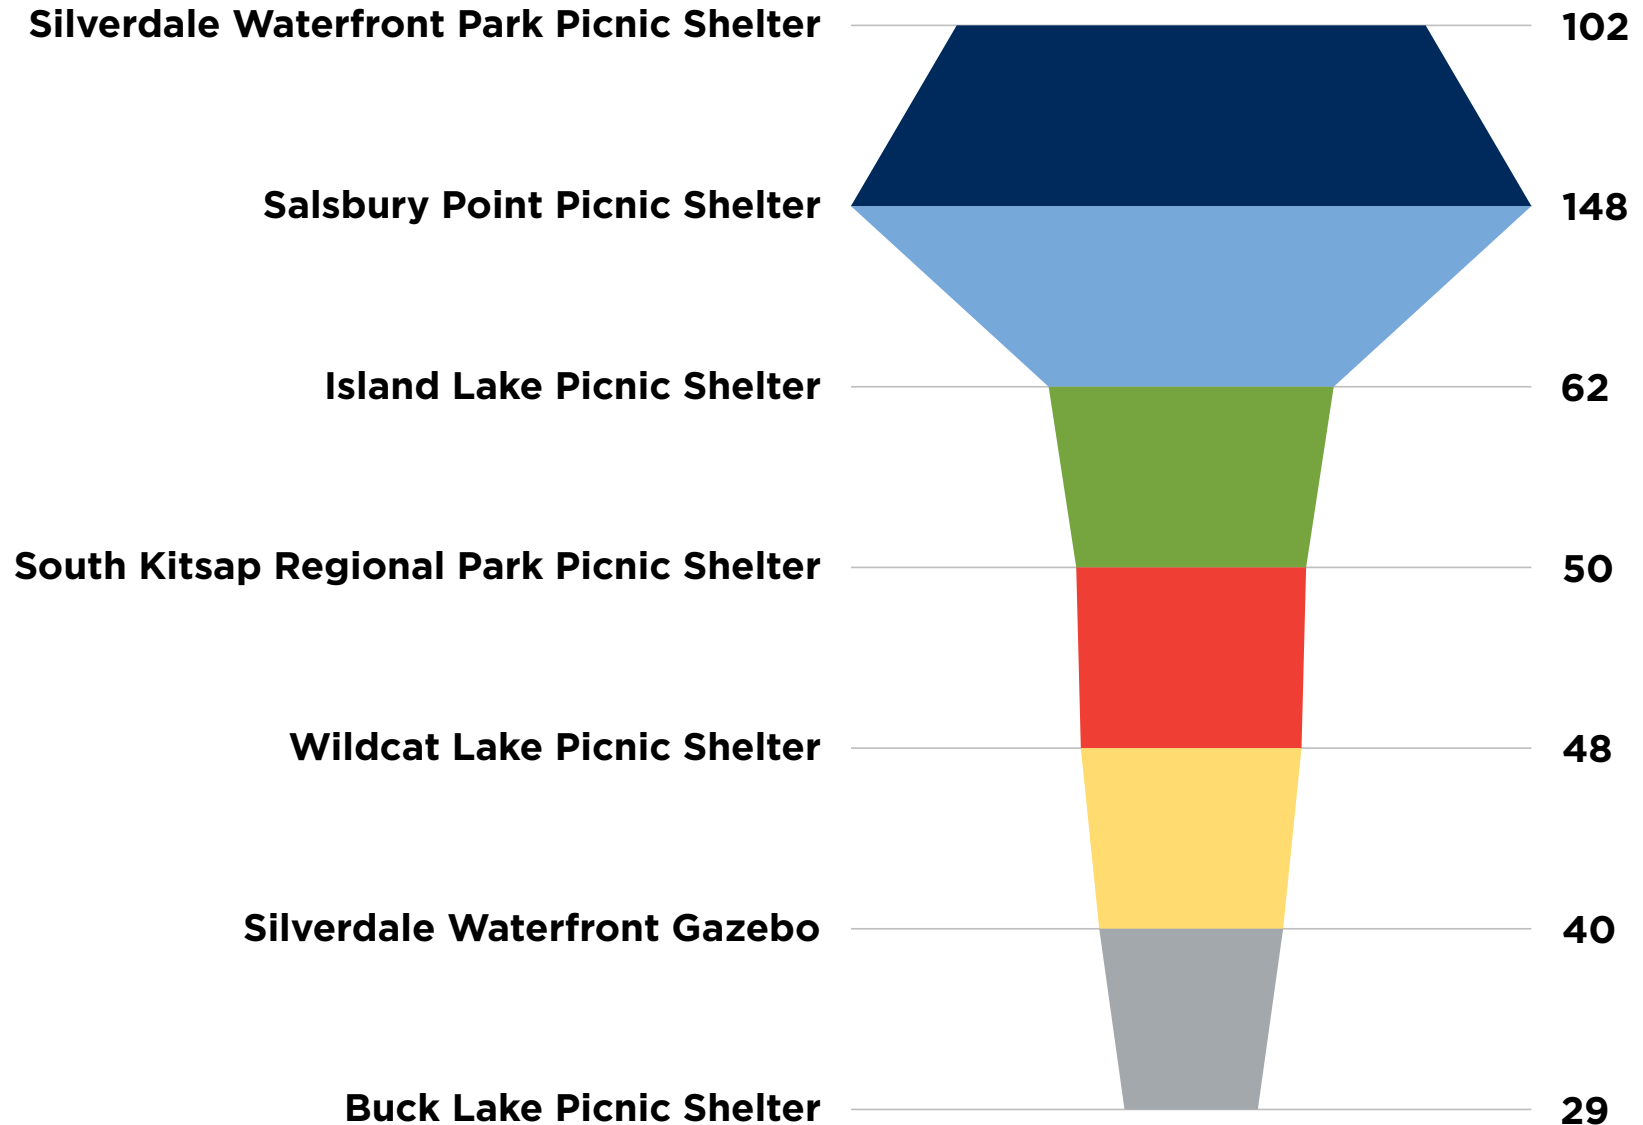 Silverdale Waterfront Park Picnic Shelter 102
Salsbury Point Picnic Shelter 148
Island Lake Picnic Shelter 62
South Kitsap Regional Park Picnic Shelter 50
Wildcat Lake Picnic Shelter 48
Silverdale Waterfront Gazebo 40
Buck Lake Picnic Shelter 29